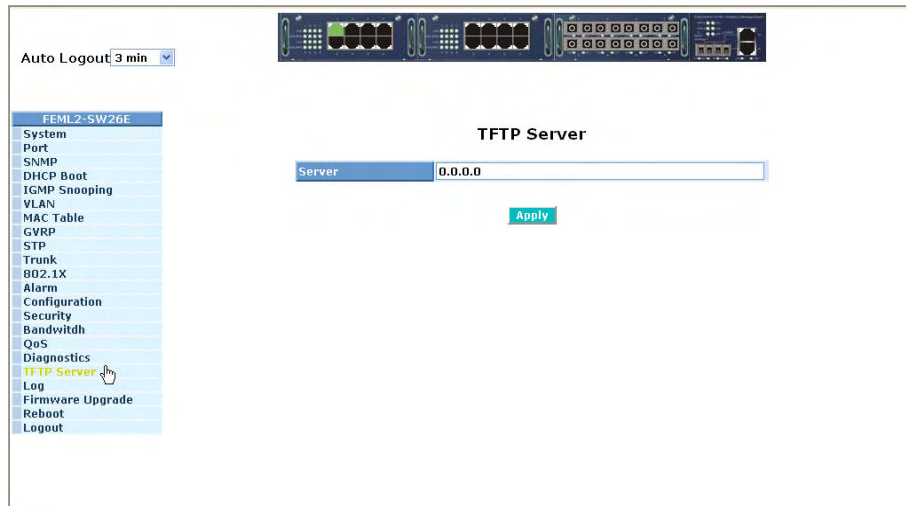 Auto Logout 3 min
FEML2-SW26E
System
Port
SNMP
DHCP Boot
IGMP Snooping
VLAN
MAC Table
GVRP
STP
Trunk
802.1X
Alarm
Configuration
Security
Bandwitdh
QoS
Diagnostics
TFTP Server
Log
Firmware Upgrade
Reboot
Logout
TFTP Server
Server 0.0.0.0
Apply